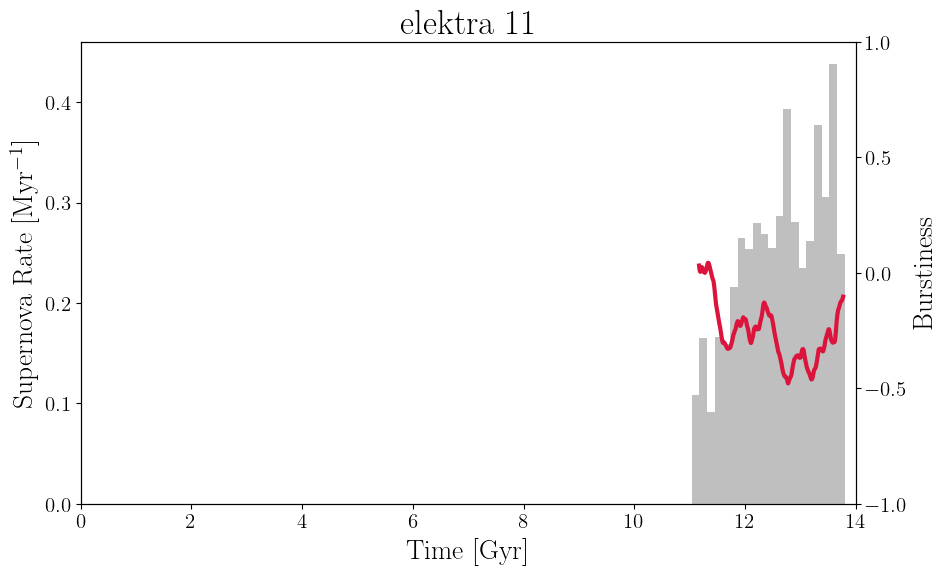 elektra 11
Supernova Rate [Myr⁻¹]
0.4
0.3
0.2
0.1
0.0
1.0
0.5
0.0
−0.5
−1.0
Burstiness
0 2 4 6 8 10 12 14
Time [Gyr]